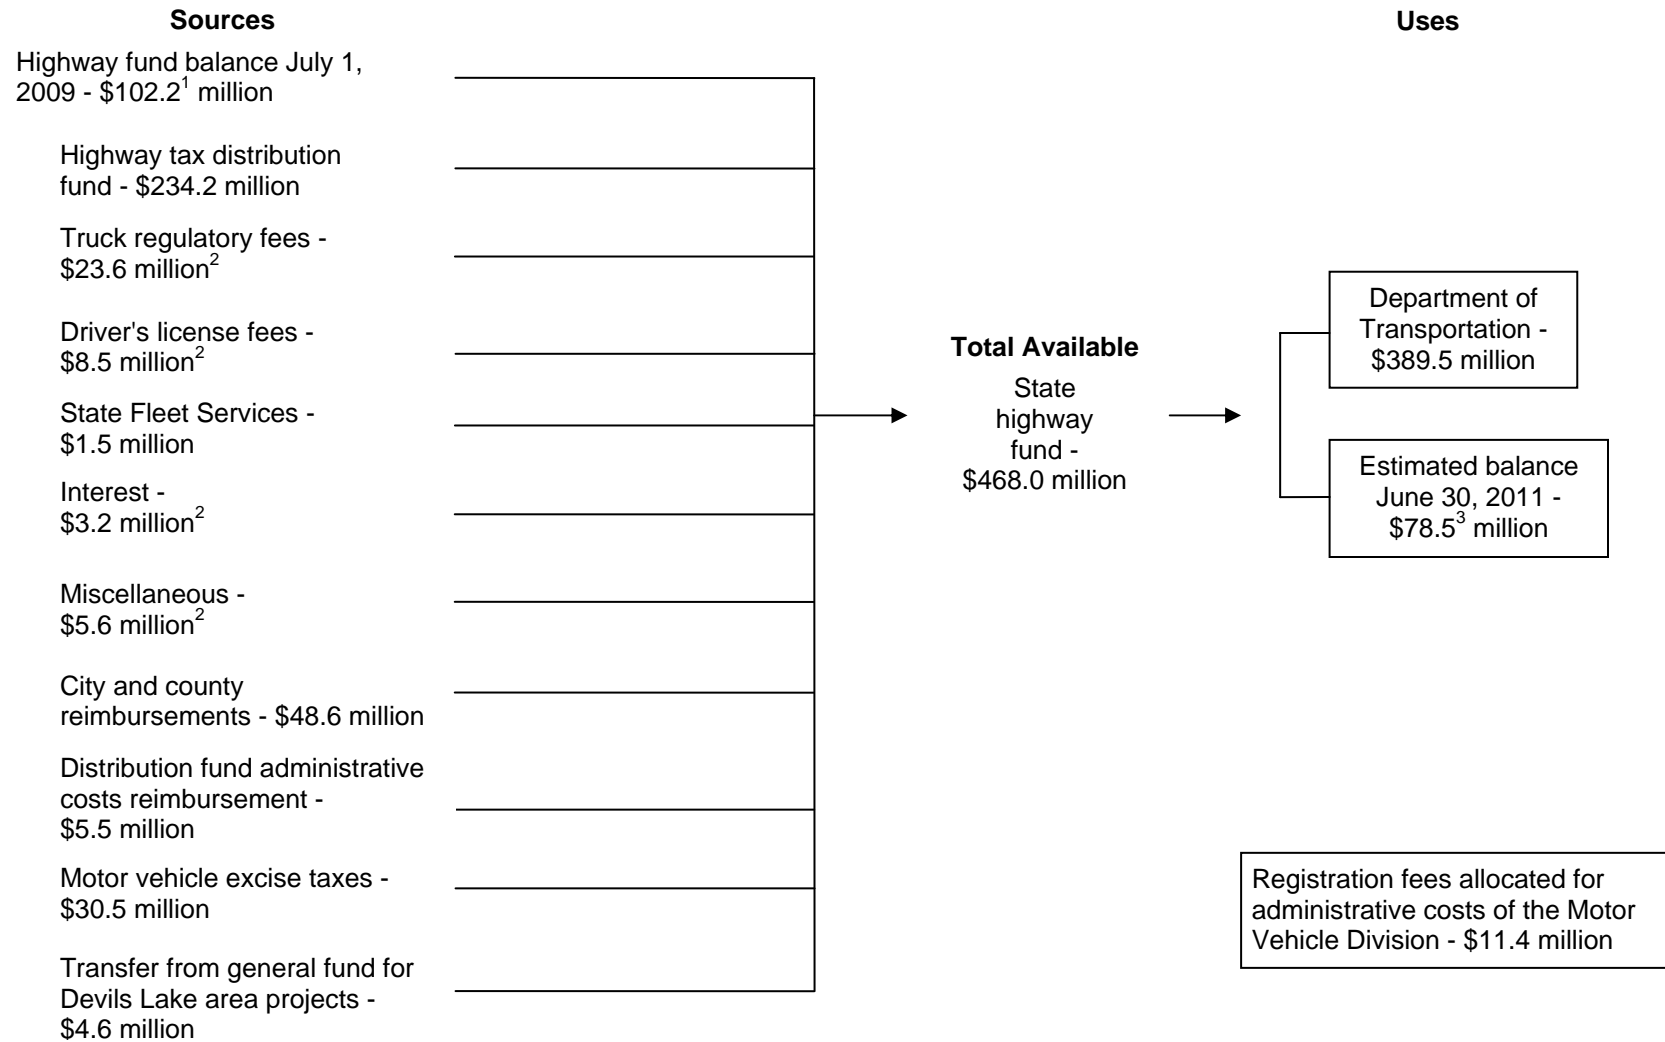 Sources
Highway fund balance July 1,
2009 - $102.2¹ million
Highway tax distribution
fund - $234.2 million
Truck regulatory fees -
$23.6 million²
Driver's license fees -
$8.5 million²
State Fleet Services -
$1.5 million
Interest -
$3.2 million²
Miscellaneous -
$5.6 million²
City and county
reimbursements - $48.6 million
Distribution fund administrative
costs reimbursement -
$5.5 million
Motor vehicle excise taxes -
$30.5 million
Transfer from general fund for
Devils Lake area projects -
$4.6 million
Total Available
State
highway
fund -
$468.0 million
Uses
Department of
Transportation -
$389.5 million
Estimated balance
June 30, 2011 -
$78.5³ million
Registration fees allocated for
administrative costs of the Motor
Vehicle Division - $11.4 million